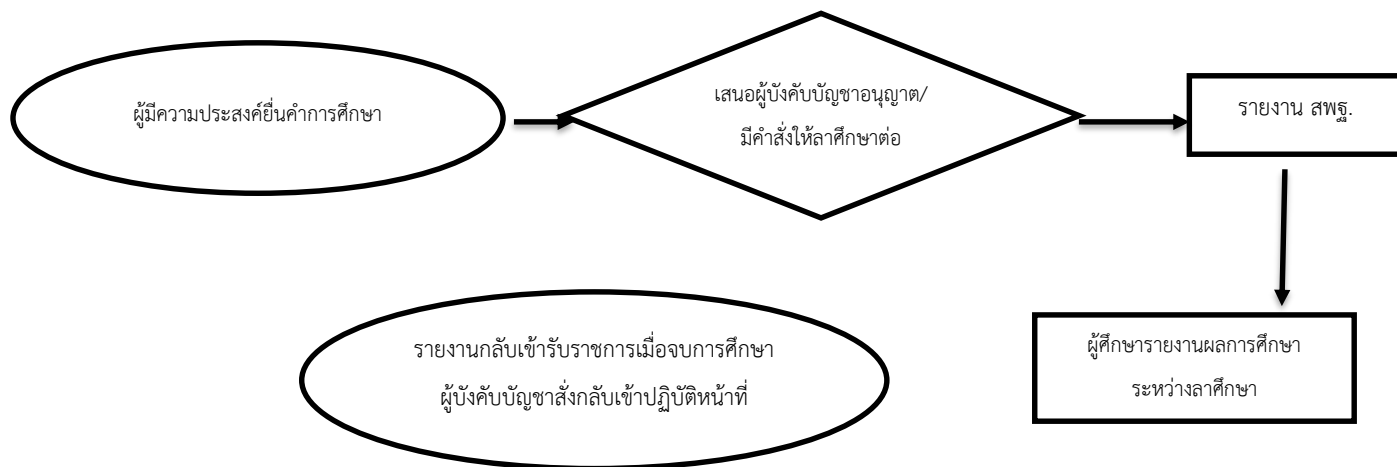 ผู้มีความประสงค์ยื่นคำการศึกษา
เสนอผู้บังคับบัญชาอนุญาต/
มีคำสั่งให้ลาศึกษาต่อ
รายงาน สพฐ.
ผู้ศึกษารายงานผลการศึกษา
ระหว่างลาศึกษา
รายงานกลับเข้ารับราชการเมื่อจบการศึกษา
ผู้บังคับบัญชาสั่งกลับเข้าปฏิบัติหน้าที่